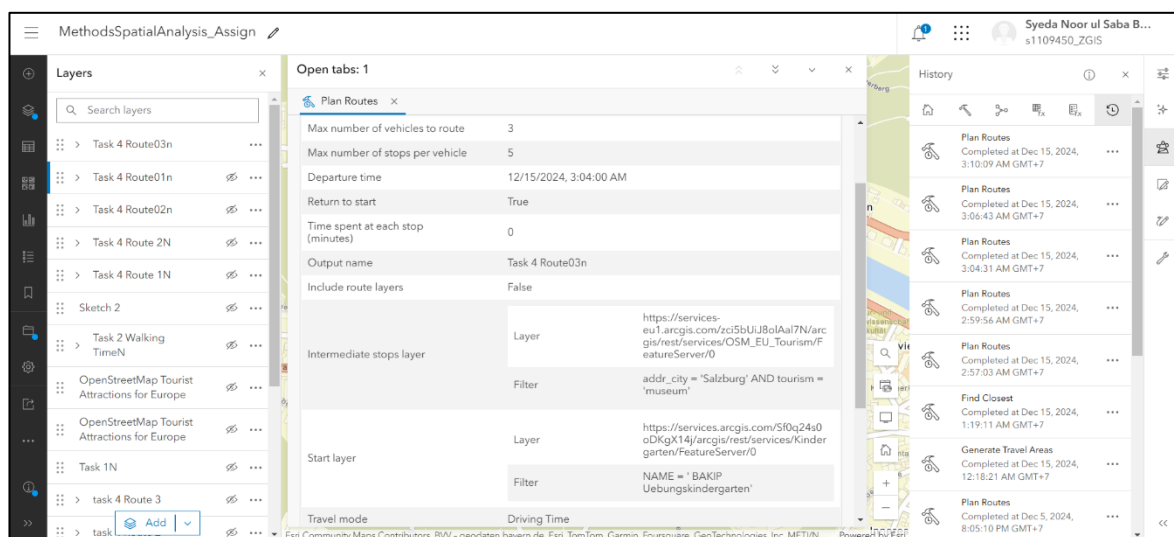 MethodsSpatialAnalysis_Assign
1
Syeda Noor ul Saba B...
s1109450_ZGIS
Layers
Search layers
Task 4 Route03n
Task 4 Route01n
Task 4 Route02n
Task 4 Route 2N
Task 4 Route 1N
Sketch 2
Task 2 Walking
TimeN
OpenStreetMap Tourist
Attractions for Europe
OpenStreetMap Tourist
Attractions for Europe
Task 1N
task 4 Route 3
task
Add
Open tabs: 1
Plan Routes
Max number of vehicles to route 3
Max number of stops per vehicle 5
Departure time 12/15/2024, 3:04:00 AM
Return to start True
Time spent at each stop
(minutes) 0
Output name Task 4 Route03n
Include route layers False
Intermediate stops layer
Layer
https://services-
eu1.arcgis.com/zci5bUiJ8olAal7N/arc
gis/rest/services/OSM_EU_Tourism/F
eatureServer/0
Filter
addr_city = 'Salzburg' AND tourism =
'museum'
Start layer
Layer
https://services.arcgis.com/Sf0q24s0
oDKgX14j/arcgis/rest/services/Kinder
garten/FeatureServer/0
Filter
NAME = ' BAKIP
Uebungskindergarten'
Travel mode Driving Time
Powered by Esri
History
Plan Routes
Completed at Dec 15, 2024,
3:10:09 AM GMT+7
Plan Routes
Completed at Dec 15, 2024,
3:06:43 AM GMT+7
Plan Routes
Completed at Dec 15, 2024,
3:04:31 AM GMT+7
Plan Routes
Completed at Dec 15, 2024,
2:59:56 AM GMT+7
Plan Routes
Completed at Dec 15, 2024,
2:57:03 AM GMT+7
Find Closest
Completed at Dec 15, 2024,
1:19:11 AM GMT+7
Generate Travel Areas
Completed at Dec 15, 2024,
12:18:21 AM GMT+7
Plan Routes
Completed at Dec 5, 2024,
8:05:10 PM GMT+7